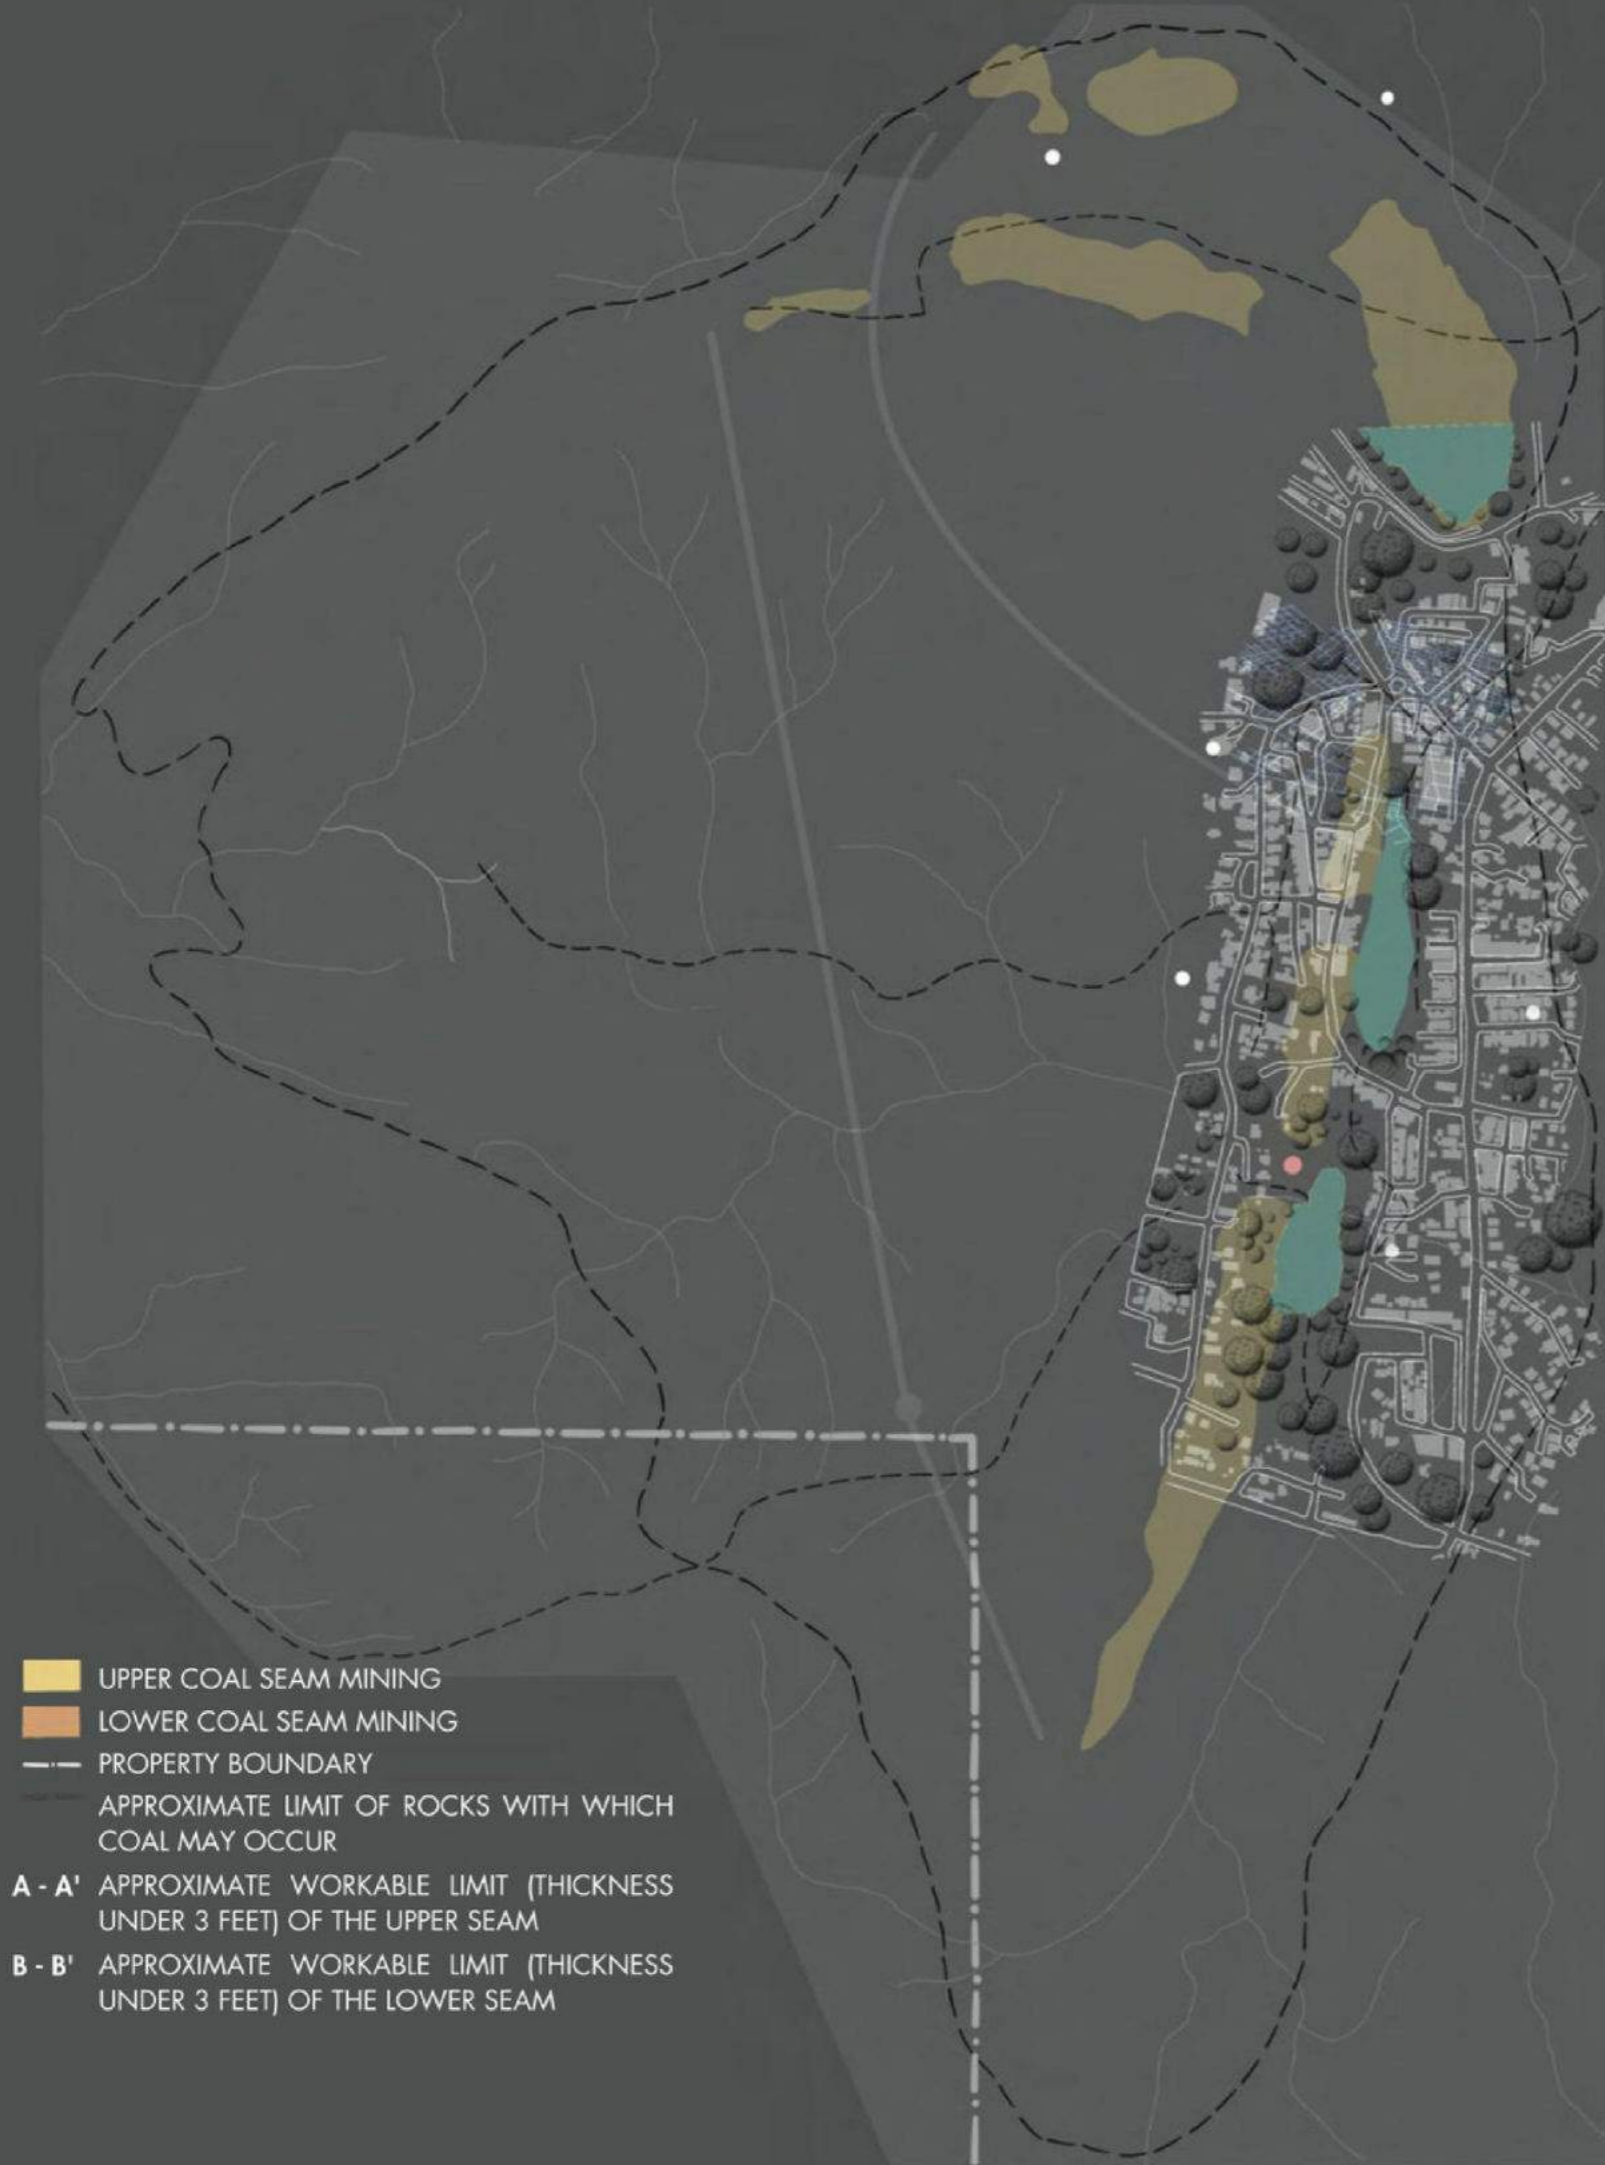 UPPER COAL SEAM MINING
LOWER COAL SEAM MINING
PROPERTY BOUNDARY
APPROXIMATE LIMIT OF ROCKS WITH WHICH
COAL MAY OCCUR
A - A' APPROXIMATE WORKABLE LIMIT (THICKNESS
UNDER 3 FEET) OF THE UPPER SEAM
B - B' APPROXIMATE WORKABLE LIMIT (THICKNESS
UNDER 3 FEET) OF THE LOWER SEAM